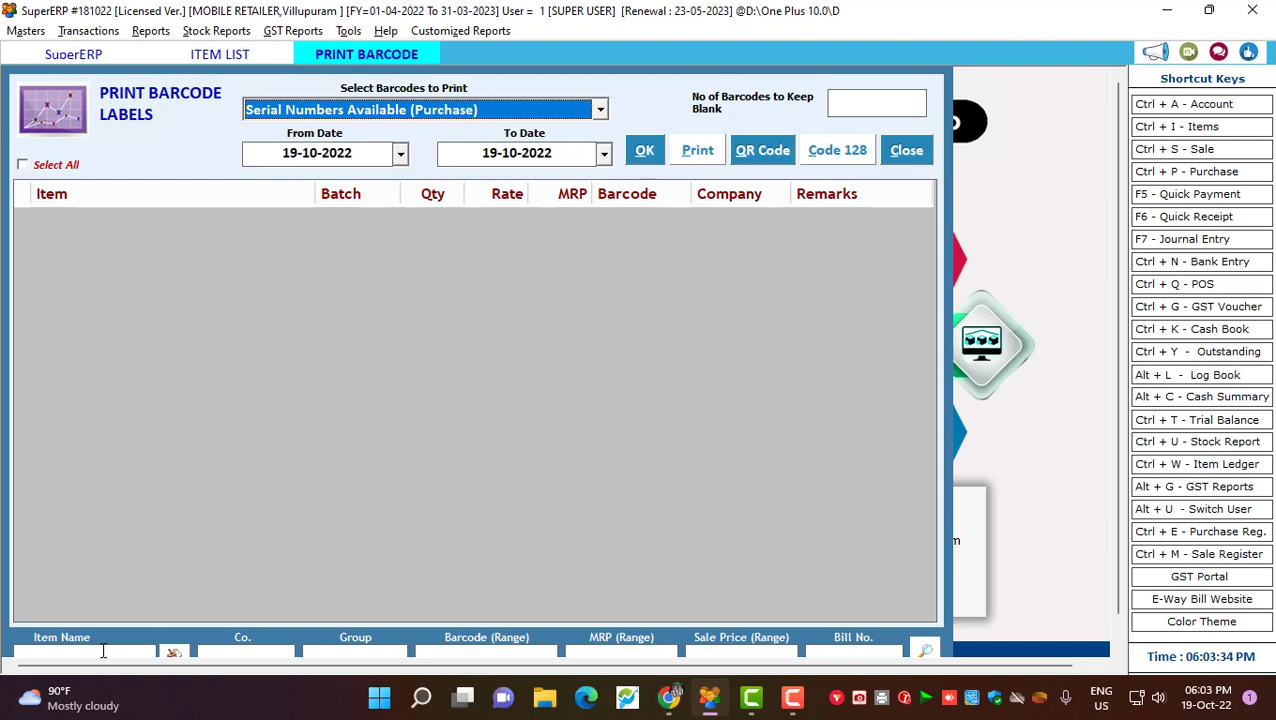 SuperERP #181022 [Licensed Ver.] [MOBILE RETAILER,Villupuram ] [FY=01-04-2022 To 31-03-2023] User = 1 [SUPER USER] [Renewal : 23-05-2023] @D:\One Plus 10.0\D
Masters Transactions Reports Stock Reports GST Reports Tools Help Customized Reports
SuperERP ITEM LIST PRINT BARCODE
PRINT BARCODE
LABELS
Select Barcodes to Print
Serial Numbers Available (Purchase)
No of Barcodes to Keep
Blank
From Date To Date
19-10-2022 19-10-2022 OK Print QR Code Code 128 Close
Select All
Item Batch Qty Rate MRP Barcode Company Remarks
Item Name Co. Group Barcode (Range) MRP (Range) Sale Price (Range) Bill No.
Shortcut Keys
Ctrl + A - Account
Ctrl + I - Items
Ctrl + S - Sale
Ctrl + P - Purchase
F5 - Quick Payment
F6 - Quick Receipt
F7 - Journal Entry
Ctrl + N - Bank Entry
Ctrl + Q - POS
Ctrl + G - GST Voucher
Ctrl + K - Cash Book
Ctrl + Y - Outstanding
Alt + L - Log Book
Alt + C - Cash Summary
Ctrl + T - Trial Balance
Ctrl + U - Stock Report
Ctrl + W - Item Ledger
Alt + G - GST Reports
Alt + U - Switch User
Ctrl + E - Purchase Reg.
Ctrl + M - Sale Register
GST Portal
E-Way Bill Website
Color Theme
Time : 06:03:34 PM
90°F
Mostly cloudy
ENG
US
06:03 PM
19-Oct-22
1